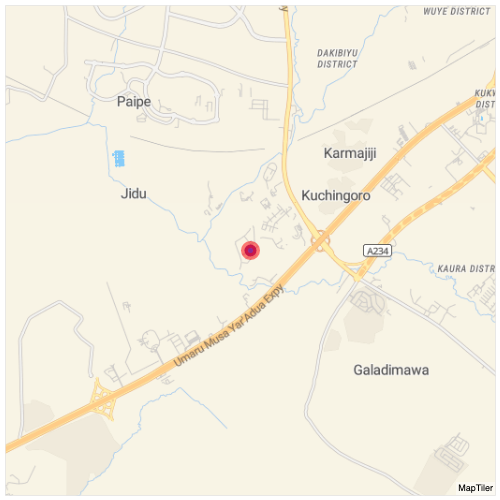 WUYE DISTRICT
DAKIBIYU
DISTRICT
Paipe
KUKW
DIST
Karmajiji
Jidu
Kuchingoro
A234
KAURA DISTR
Umaru Musa Yar'Adua Expy
Galadimawa
MapTiler